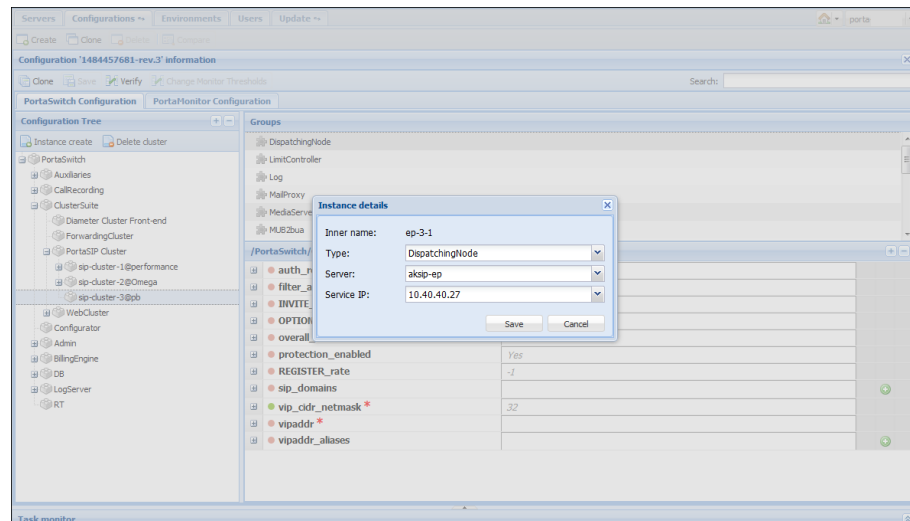 Servers Configurations Environments Users Update porta
Create Clone Delete Compare
Configuration '1484457681-rev.3' information
Clone Save Verify Change Monitor Thresholds Search:
PortaSwitch Configuration PortaMonitor Configuration
Configuration Tree Groups
Instance create Delete cluster DispatchingNode
PortaSwitch LimitController
Auxiliaries Log
CallRecording MailProxy
ClusterSuite MediaServe
Diameter Cluster Front-end MUB2bua
ForwardingCluster
Instance details
Inner name: ep-3-1
Type: DispatchingNode
Server: aksip-ep
Service IP: 10.40.40.27
Save Cancel
PortaSIP Cluster /PortaSwitch/
sip-cluster-1@performance auth_r
sip-cluster-2@Omega filter_a
sip-cluster-3@pb INVITE_
WebCluster OPTION
Configurator overall_
Admin protection_enabled Yes
BillingEngine REGISTER_rate -1
DB sip_domains
LogServer vip_cidr_netmask * 32
RT vipaddr *
vipaddr_aliases
Task monitor